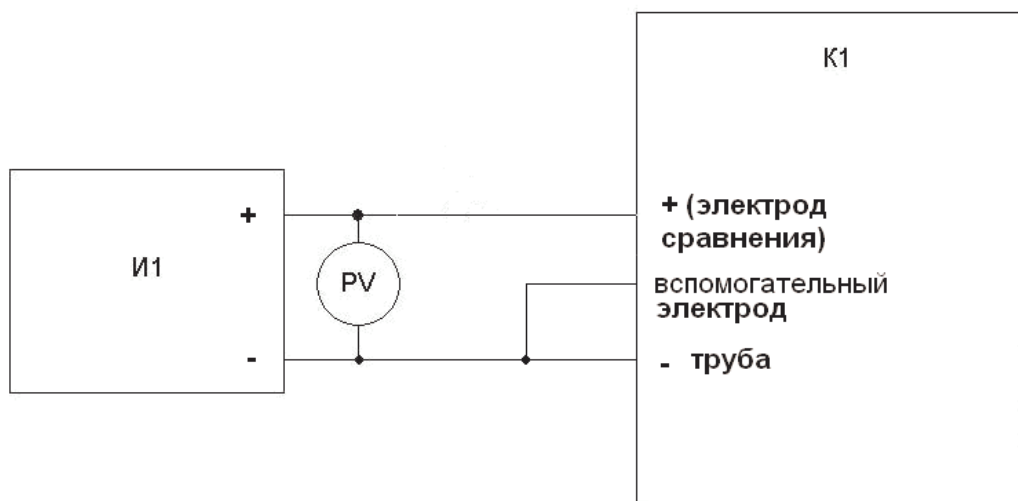 К1
+ (электрод
сравнения)
+
И1
PV
вспомогательный
электрод
-
- труба